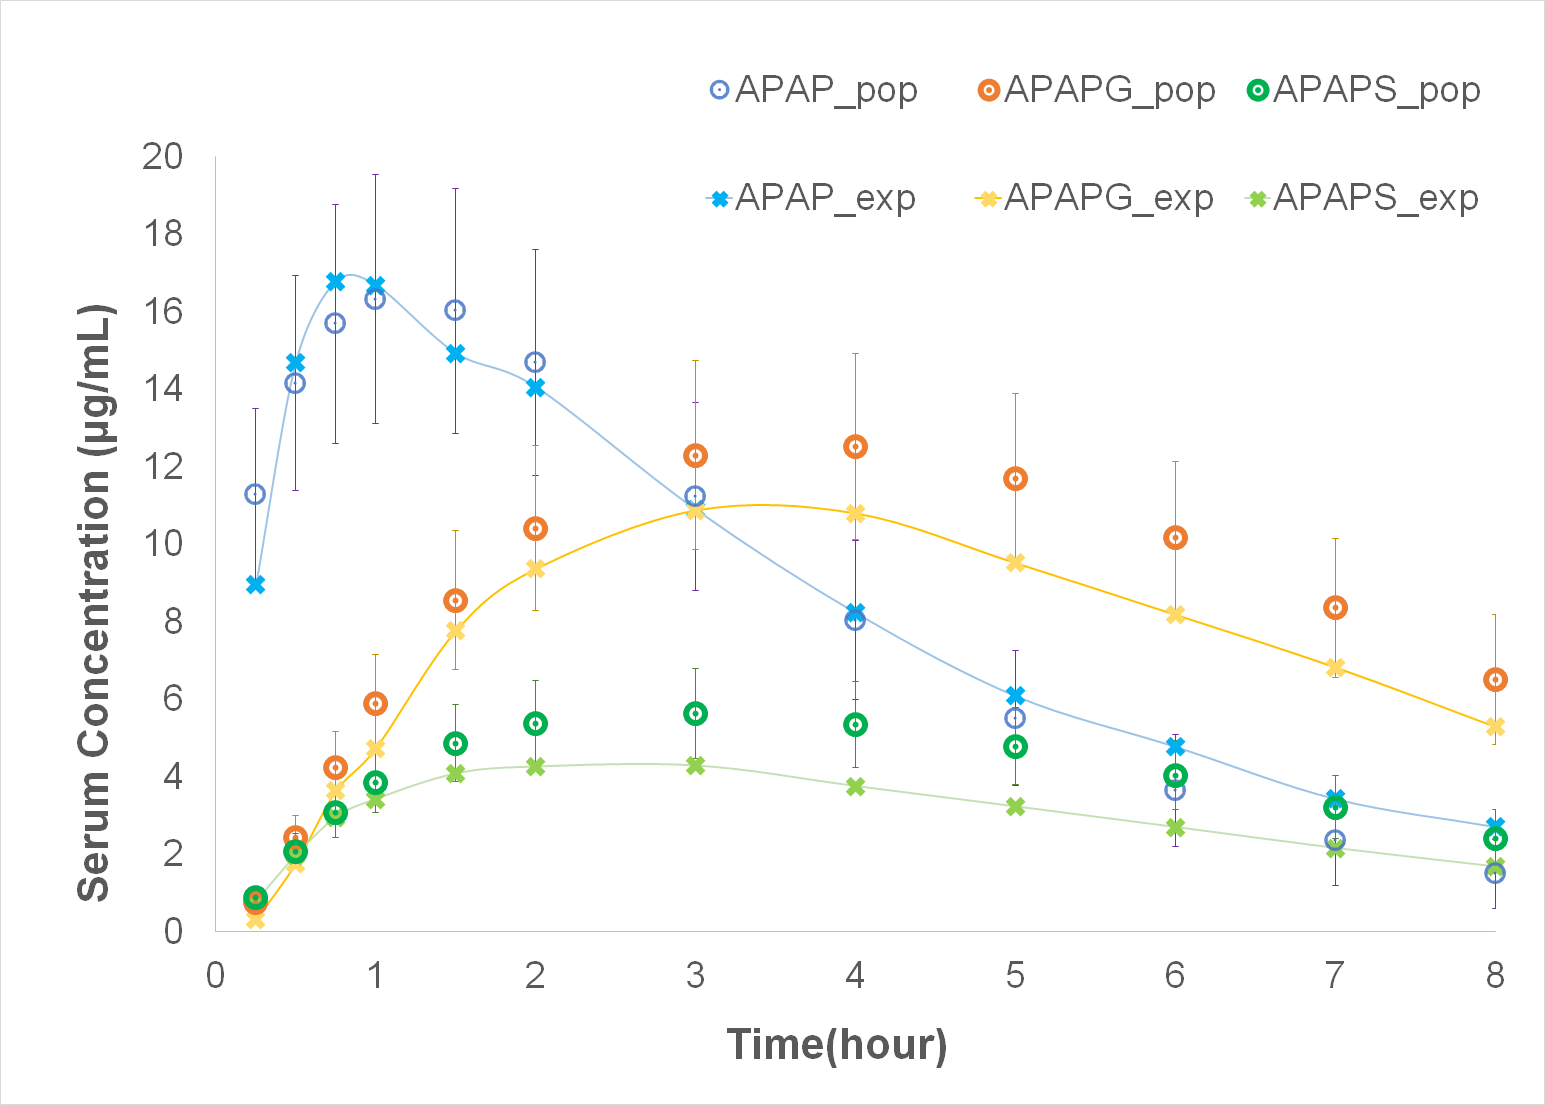 APAP_pop APAPG_pop APAPS_pop
APAP_exp APAPG_exp APAPS_exp
20
18
16
14
12
10
8
6
4
2
0
Serum Concentration (µg/mL)
0 1 2 3 4 5 6 7 8
Time(hour)